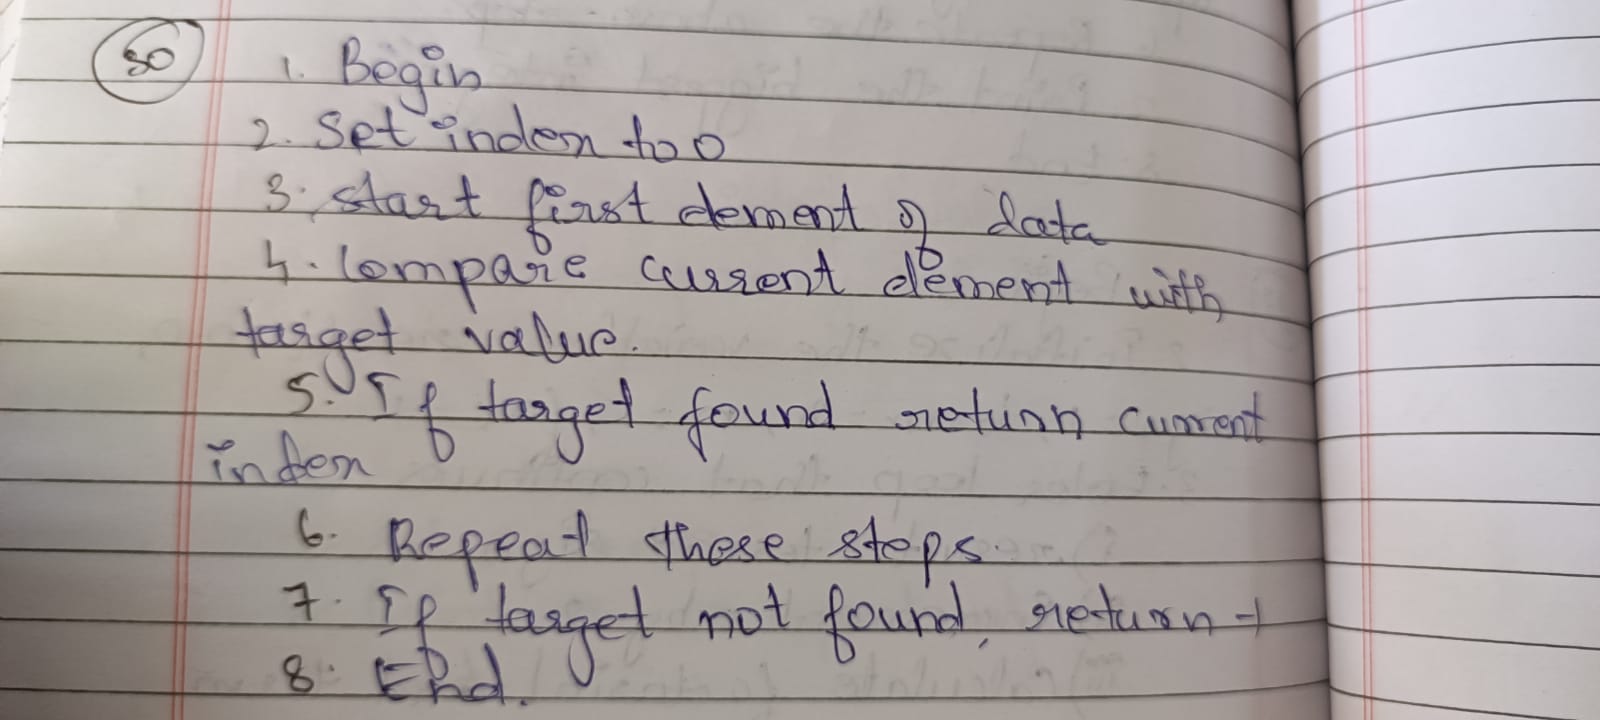 30
1. Begin
2. Set index to 0
3. start first element of data
4. Compare current element with
target value.
5. If target found return current
index
6. Repeat these steps.
7. If target not found, return -1
8. End.